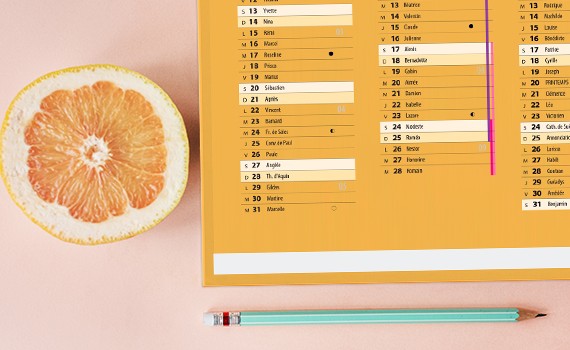 S 13 Yvette
D 14 Nina
L 15
M 16 Marcel
M 17 Roseline
J 18 Prisca
V 19 Marius
S 20 Sébastien
D 21 Agnès
L 22 Vincent
M 23 Barnard
M 24 Fr. de Sales
J 25 Conv. de Paul
V 26 Paule
S 27 Angèle
D 28 Th. d'Aquin
L 29 Gildas
M 30 Martine
M 31 Marcelle
M 13 Béatrice
M 14 Valentin
J 15 Claude
V 16 Julienne
S 17 Alexis
D 18 Bernadette
L 19 Gabin
M 20 Aimée
M 21 Damien
J 22 Isabelle
V 23 Lazare
S 24 Modeste
D 25 Roméo
L 26 Nestor
M 27 Honorine
M 28 Romain
M 13 Rodrigue
M 14 Mathilde
J 15 Louise
V 16 Bénédicte
S 17 Patrice
D 18 Cyrille
L 19 Joseph
M 20 PRINTEMPS
M 21 Clémence
J 22 Léa
V 23 Victorien
S 24 Cath. de Su
D 25 Annonciatio
L 26 Larissa
M 27 Habib
M 28 Gontran
J 29 Gwladys
V 30 Amédée
S 31 Benjamin